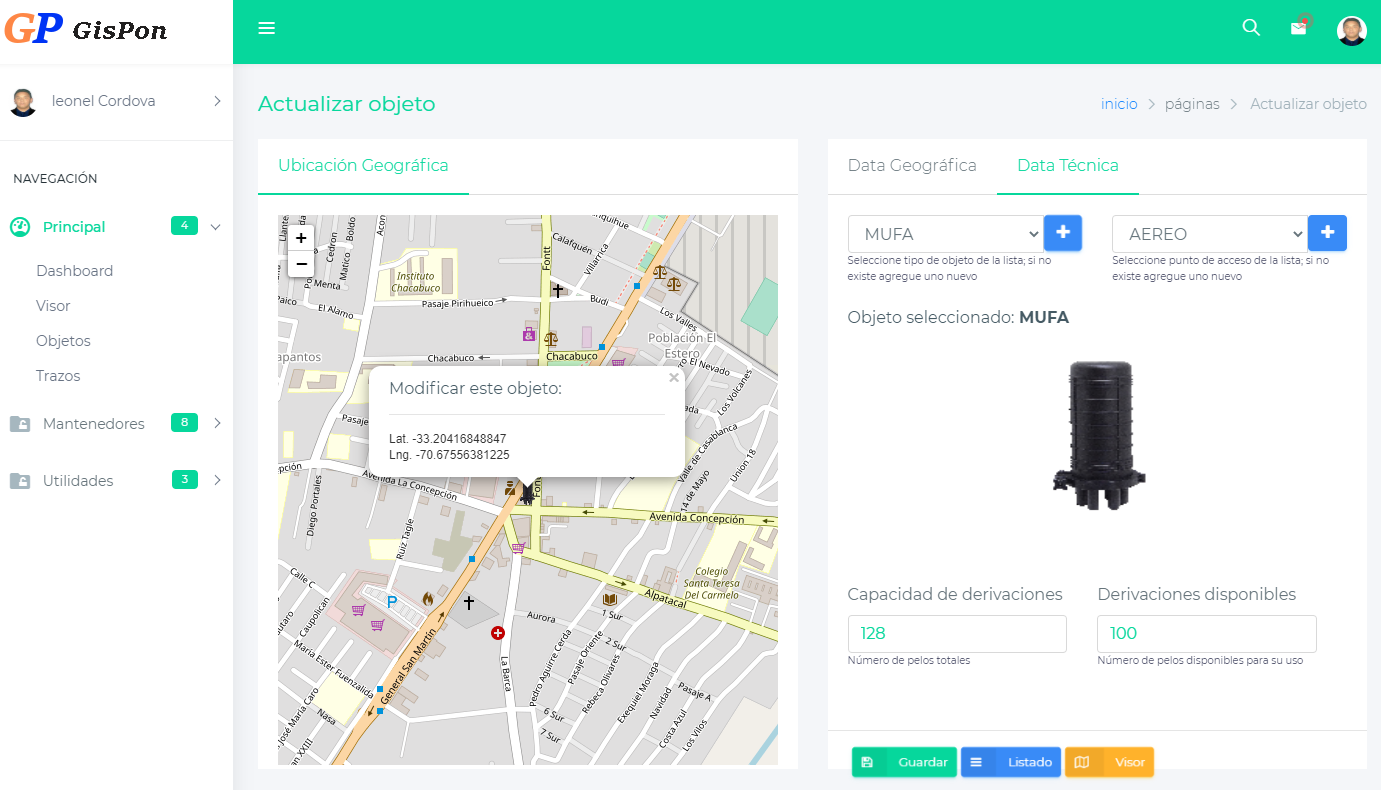 GP GisPon
leonel Cordova
NAVEGACIÓN
Principal 4
Dashboard
Visor
Objetos
Trazos
Mantenedores 8
Utilidades 3
Actualizar objeto
inicio > páginas > Actualizar objeto
Ubicación Geográfica
+
−
Cedron
Matico
Boldo
Menta
El Alamo
Paico
Instituto
Chocabuco
Pasaje Pirihueico
Calafquén
Villarrica
Fontt
Budi
Los Valles
Población El
Estero
Chacabuco
Chacabuco
El Nevado
Los Volcanes
Valle de Casablanca
Union 18
14 de Mayo
Modificar este objeto:
×
Lat. -33.20416848847
Lng. -70.67556381225
Avenida La Concepción
Diego Portales
Ruiz Tagle
Avenida Concepción
Colegio
Santa Teresa
Del Carmelo
Alpatacal
Calle C
Caupolican
P
Aurora
1 Sur
2 Sur
General San Martín
La Barca
Pedro Aguirre Cerda
Pasaje Oriente
Rebeca Olivares
Exequiel Moraga
Navidad
Pasaje A
Costa Azul
Los Vilos
María Ester Fuenzalida
José María Caro
Nasa
6 Sur
7 Sur
Data Geográfica
Data Técnica
MUFA +
Seleccione tipo de objeto de la lista; si no
existe agregue uno nuevo
AEREO +
Seleccione punto de acceso de la lista; si no
existe agregue uno nuevo
Objeto seleccionado: MUFA
Capacidad de derivaciones
128
Número de pelos totales
Derivaciones disponibles
100
Número de pelos disponibles para su uso
Guardar
Listado
Visor